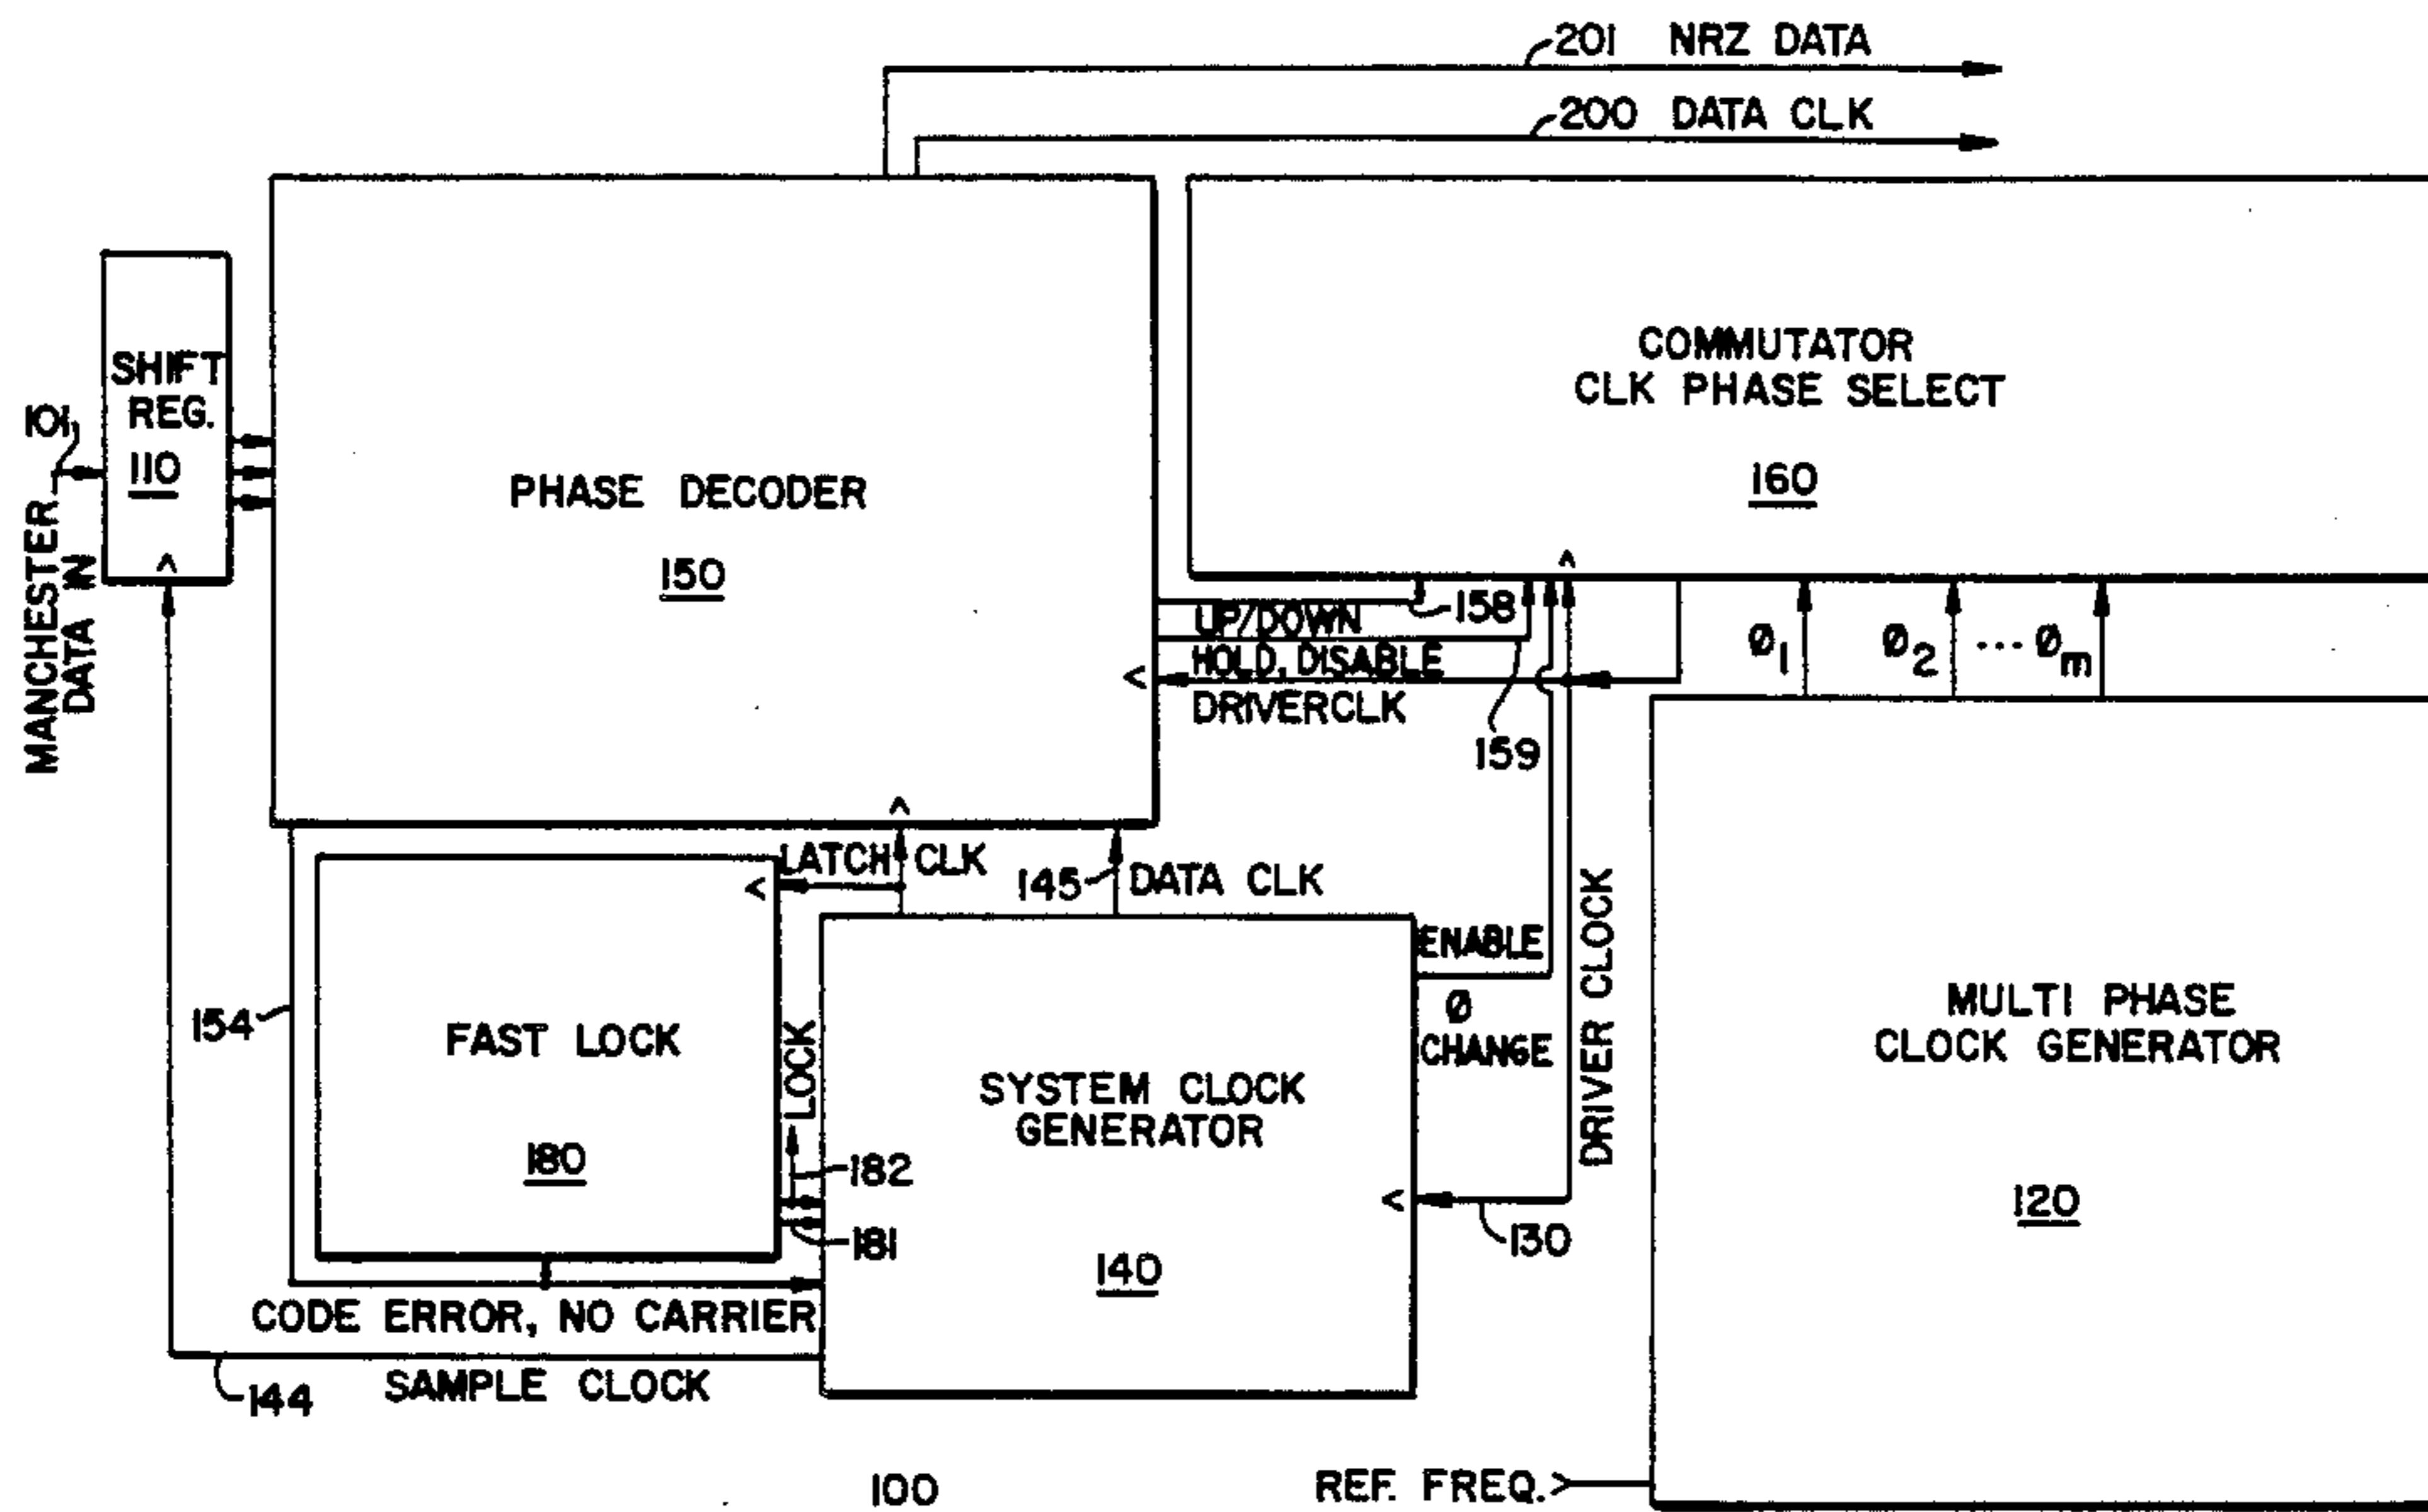 201 NRZ DATA
200 DATA CLK
SHIFT
REG.
110
101
MANCHESTER
DATA IN
PHASE DECODER
150
COMMUTATOR
CLK PHASE SELECT
160
158
UP/DOWN
HOLD, DISABLE
DRIVERCLK
159
Ø1 Ø2 ... Øm
LATCH CLK
145 DATA CLK
ENABLE
Ø
CHANGE
DRIVER CLOCK
154
FAST LOCK
180
LOCK
182
181
SYSTEM CLOCK
GENERATOR
140
130
MULTI PHASE
CLOCK GENERATOR
120
CODE ERROR, NO CARRIER
144
SAMPLE CLOCK
100
REF. FREQ.